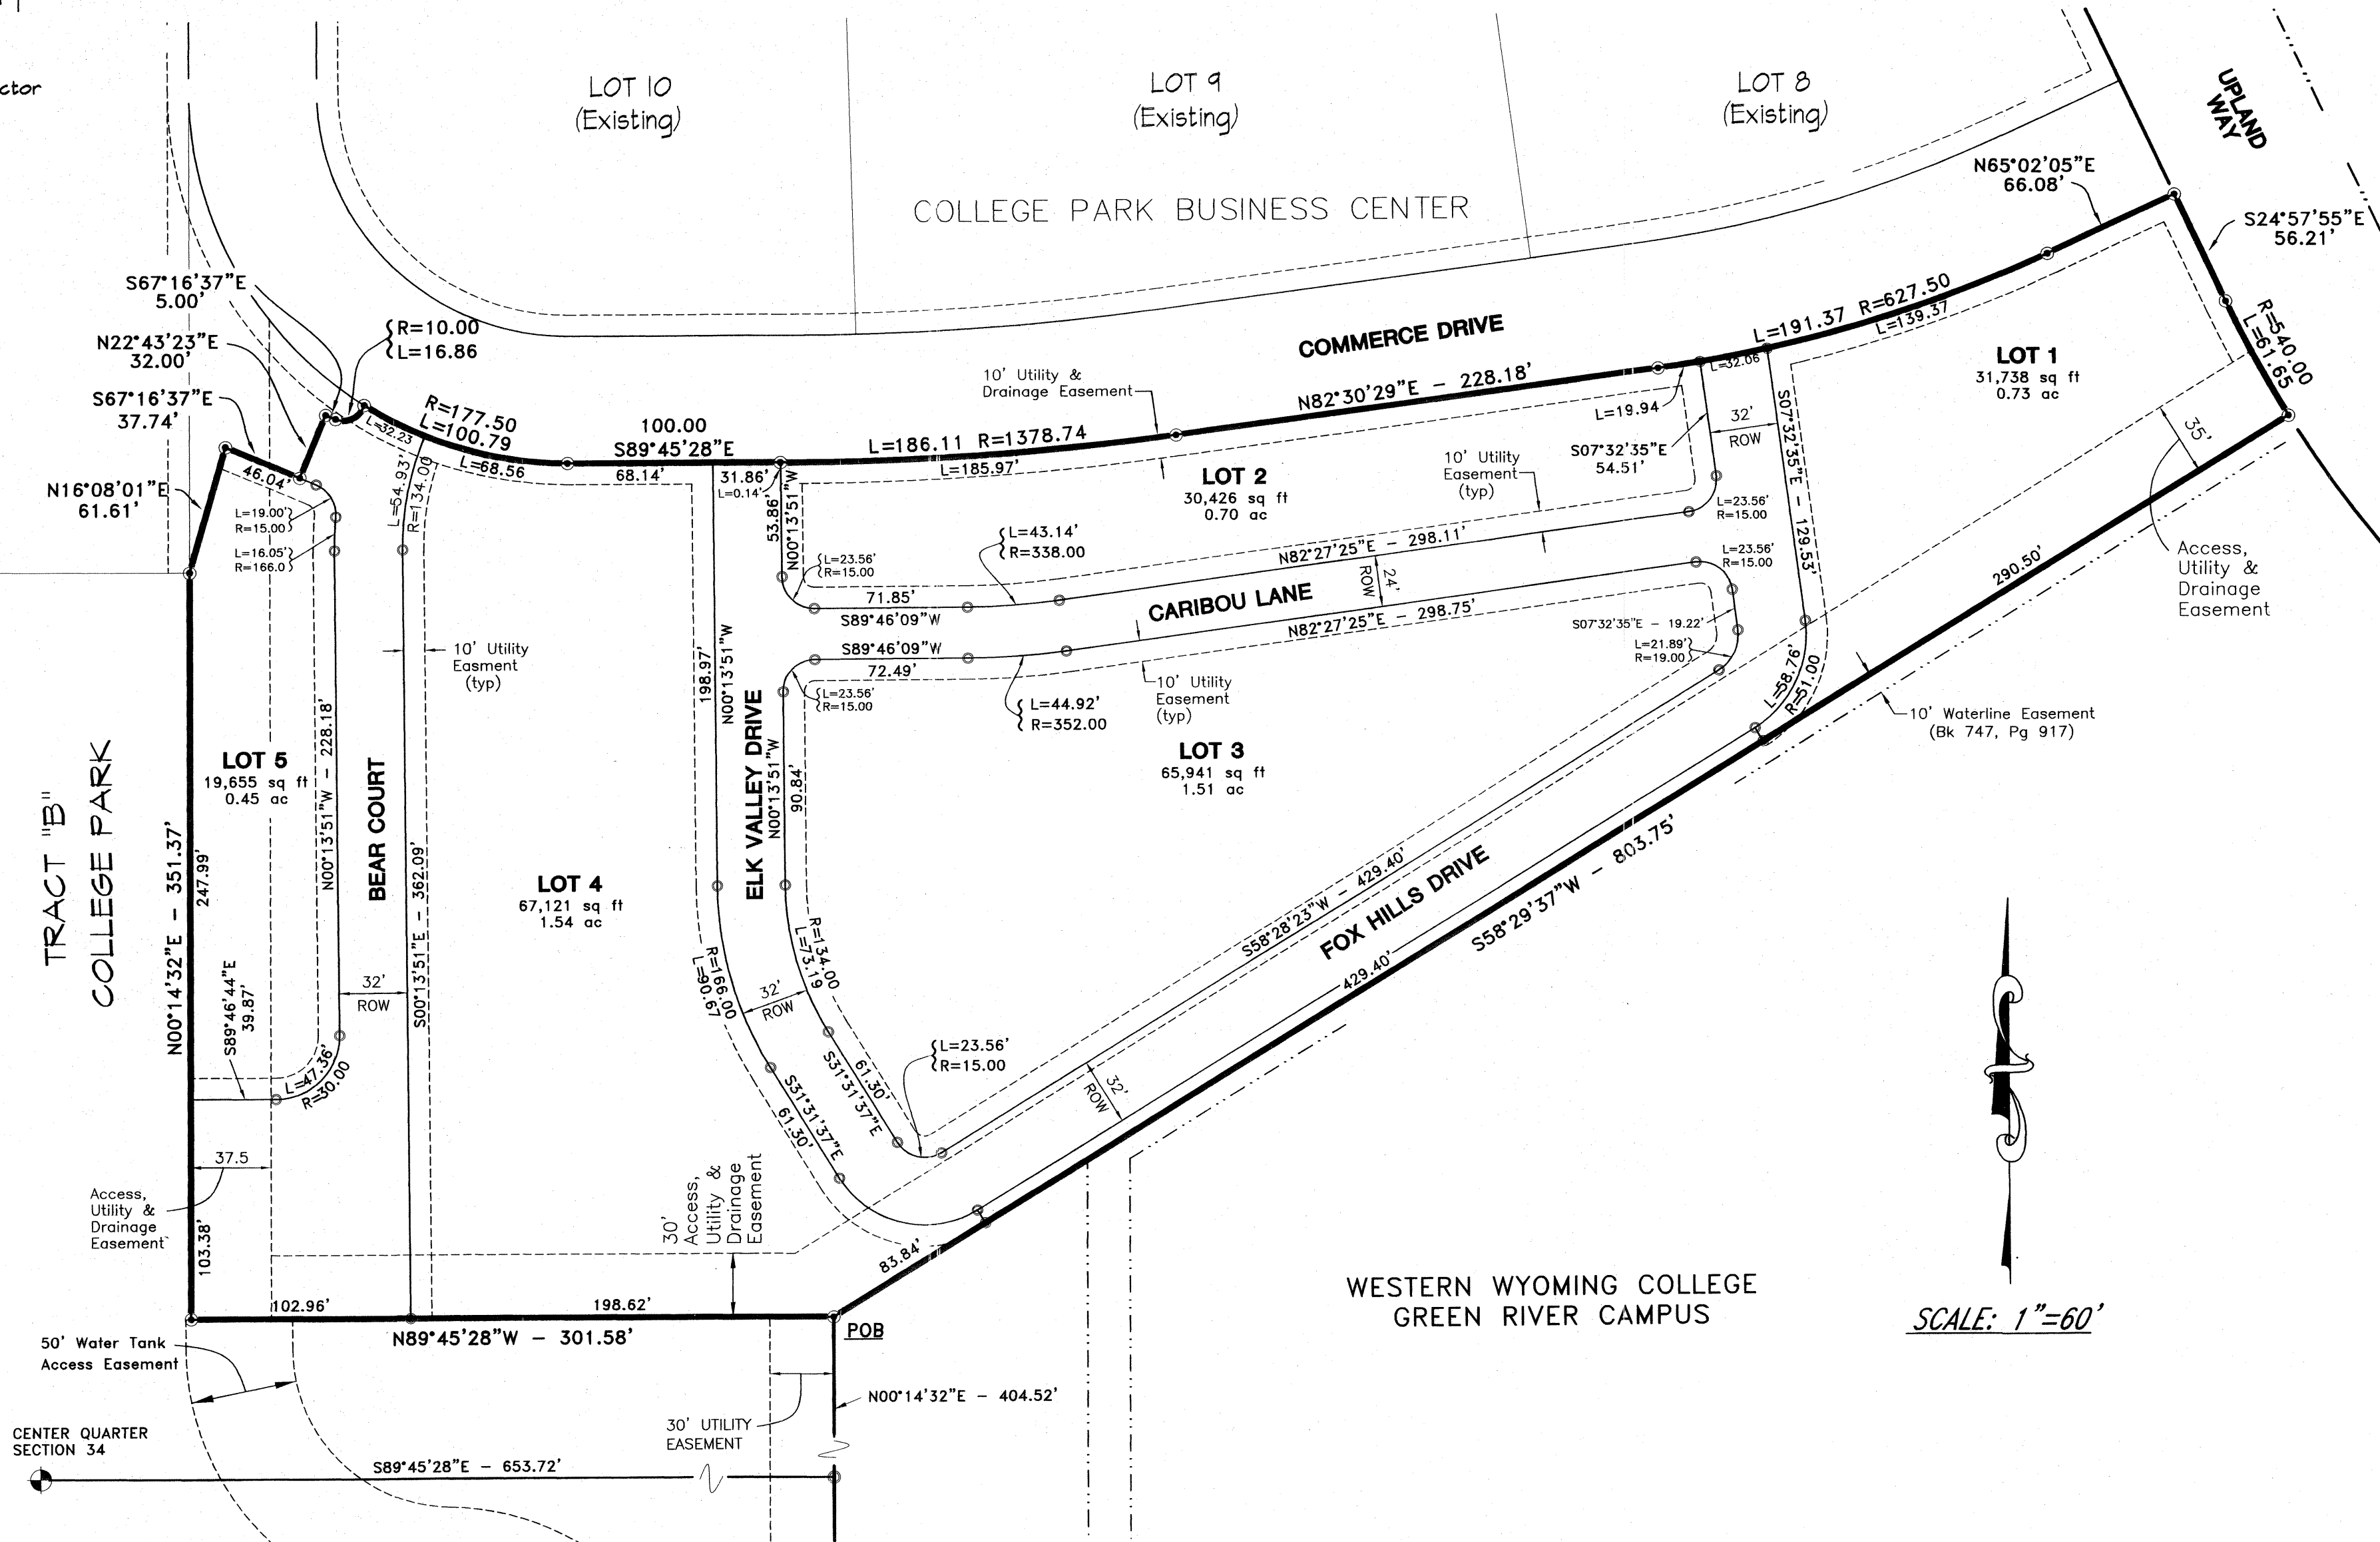 ctor
LOT 10
(Existing)
LOT 9
(Existing)
LOT 8
(Existing)
UPLAND
WAY
COLLEGE PARK BUSINESS CENTER
N65°02'05"E
66.08'
S24°57'55"E
56.21'
R=540.00
L=61.65
S67°16'37"E
5.00'
N22°43'23"E
32.00'
S67°16'37"E
37.74'
N16°08'01"E
61.61'
R=10.00
L=16.86
R=177.50
L=100.79
L=32.23
L=68.56
100.00
S89°45'28"E
68.14'
31.86'
L=0.14'
L=186.11 R=1378.74
L=185.97'
10' Utility &
Drainage Easement
COMMERCE DRIVE
N82°30'29"E - 228.18'
L=191.37 R=627.50
L=139.37
L=32.06
L=19.94
LOT 1
31,738 sq ft
0.73 ac
35'
290.50'
Access,
Utility &
Drainage
Easement
32'
ROW
S07°32'35"E
54.51'
S07°32'35"E - 129.53'
LOT 2
30,426 sq ft
0.70 ac
10' Utility
Easement
(typ)
L=23.56'
R=15.00
46.04'
L=19.00'
R=15.00
L=16.05'
R=166.0
L=54.93'
R=134.00
53.86'
N00°13'51"W
L=23.56'
R=15.00
L=43.14'
R=338.00
N82°27'25"E - 298.11'
24'
ROW
71.85'
S89°46'09"W
CARIBOU LANE
N82°27'25"E - 298.75'
L=23.56'
R=15.00
S07°32'35"E - 19.22'
L=21.89'
R=19.00
L=58.76'
R=51.00
S89°46'09"W
72.49'
L=23.56'
R=15.00
L=44.92'
R=352.00
10' Utility
Easement
(typ)
10' Utility
Easment
(typ)
10' Waterline Easement
(Bk 747, Pg 917)
198.97'
N00°13'51"W
ELK VALLEY DRIVE
N00°13'51"W
90.84'
LOT 3
65,941 sq ft
1.51 ac
LOT 5
19,655 sq ft
0.45 ac
N00°13'51"W - 228.18'
BEAR COURT
S00°13'51"E - 362.09'
TRACT "B"
COLLEGE PARK
N00°14'32"E - 351.37'
247.99'
LOT 4
67,121 sq ft
1.54 ac
S58°28'23"W - 429.40'
FOX HILLS DRIVE
429.40'
S58°29'37"W - 803.75'
R=134.00
L=73.19
R=166.00
L=90.67
32'
ROW
32'
ROW
S89°46'44"E
39.87'
L=47.36'
R=30.00
61.30'
S31°31'37"E
S31°31'37"E
61.30'
L=23.56'
R=15.00
32'
ROW
37.5
Access,
Utility &
Drainage
Easement
103.38'
30'
Access,
Utility &
Drainage
Easement
83.84'
102.96'
198.62'
N89°45'28"W - 301.58'
POB
WESTERN WYOMING COLLEGE
GREEN RIVER CAMPUS
SCALE: 1"=60'
50' Water Tank
Access Easement
N00°14'32"E - 404.52'
30' UTILITY
EASEMENT
CENTER QUARTER
SECTION 34
S89°45'28"E - 653.72'